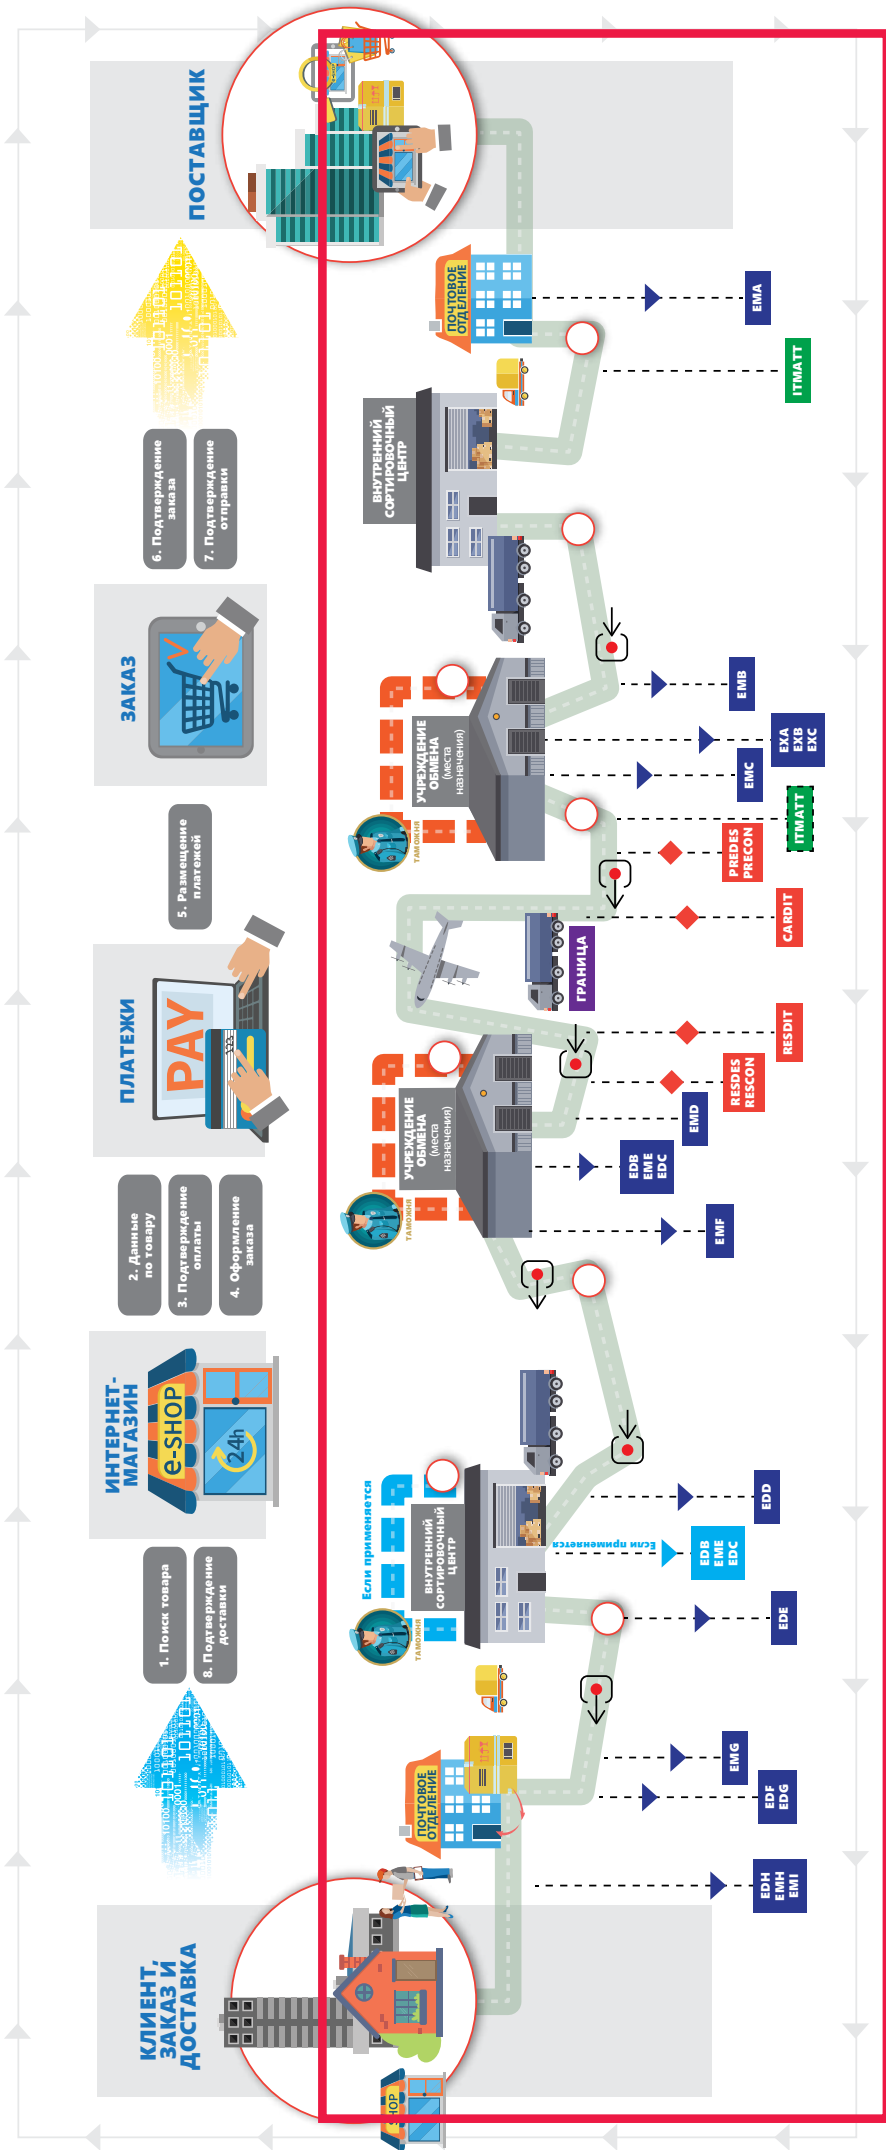 КЛИЕНТ,
ЗАКАЗ И
ДОСТАВКА
1. Поиск товара
8. Подтверждение
доставки
ИНТЕРНЕТ-
МАГАЗИН
e-SHOP
24h
2. Данные
по товару
3. Подтверждение
оплаты
4. Оформление
заказа
ПЛАТЕЖИ
PAY
5. Размещение
платежей
ЗАКАЗ
6. Подтверждение
заказа
7. Подтверждение
отправки
ПОСТАВЩИК
SHOP
ПОЧТОВОЕ
ОТДЕЛЕНИЕ
Если применяется
ТАМОЖНЯ
ВНУТРЕННИЙ
СОРТИРОВОЧНЫЙ
ЦЕНТР
Если применяется
ТАМОЖНЯ
УЧРЕЖДЕНИЕ
ОБМЕНА
(места
назначения)
ГРАНИЦА
ТАМОЖНЯ
УЧРЕЖДЕНИЕ
ОБМЕНА
(места
назначения)
ВНУТРЕННИЙ
СОРТИРОВОЧНЫЙ
ЦЕНТР
ПОЧТОВОЕ
ОТДЕЛЕНИЕ
EDH
EMH
EMI
EDF
EDG
EMG
EDE
EDB
EME
EDC
EDD
EMF
EDB
EME
EDC
EMD
RESDES
RESCON
RESDIT
CARDIT
PREDES
PRECON
ITMATT
EMC
EXA
EXB
EXC
EMB
ITMATT
EMA